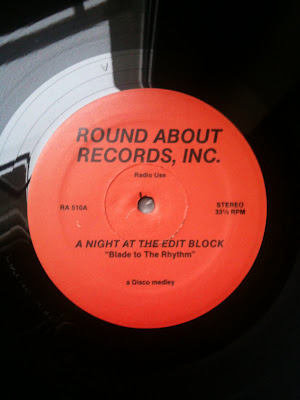 ROUND ABOUT
RECORDS, INC.
Radio Use
RA 510A
STEREO
33⅓ RPM
A NIGHT AT THE EDIT BLOCK
"Blade to The Rhythm"
a Disco medley